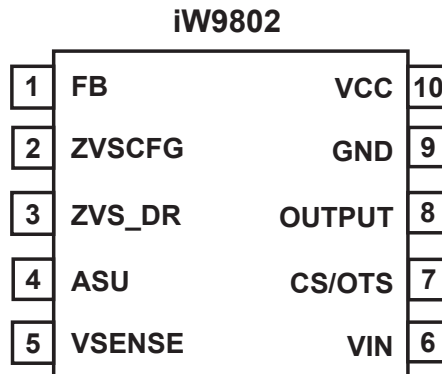 iW9802
1 FB VCC 10
2 ZVSCFG GND 9
3 ZVS_DR OUTPUT 8
4 ASU CS/OTS 7
5 VSENSE VIN 6